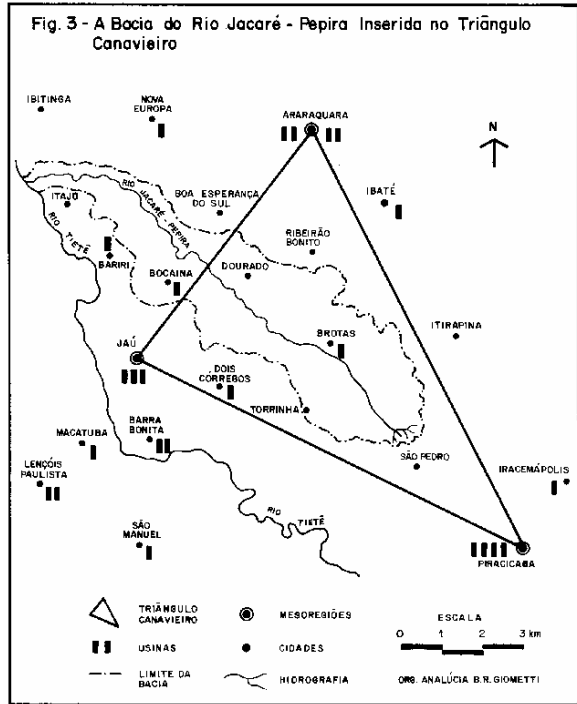 Fig. 3 - A Bacia do Rio Jacaré - Pepira Inserida no Triângulo
Canavieiro
IBITINGA
NOVA
EUROPA
ARARAQUARA
N
ITAJÚ
RIO JACARÉ - PEPIRA
BOA ESPERANÇA
DO SUL
IBATÉ
RIO TIETÊ
RIBEIRÃO
BONITO
BARIRI
BOCAINA
DOURADO
JAÚ
BROTAS
ITIRAPINA
DOIS
CORREGOS
TORRINHA
MACATUBA
BARRA
BONITA
SÃO PEDRO
LENÇÓIS
PAULISTA
IRACEMÁPOLIS
SÃO
MANUEL
RIO
TIETÊ
PIRACICABA
TRIÂNGULO
CANAVIEIRO
MESOREGIÕES
ESCALA
0 1 2 3 km
USINAS
CIDADES
LIMITE DA
BACIA
HIDROGRAFIA
ORG. ANALÚCIA B.R. GIOMETTI